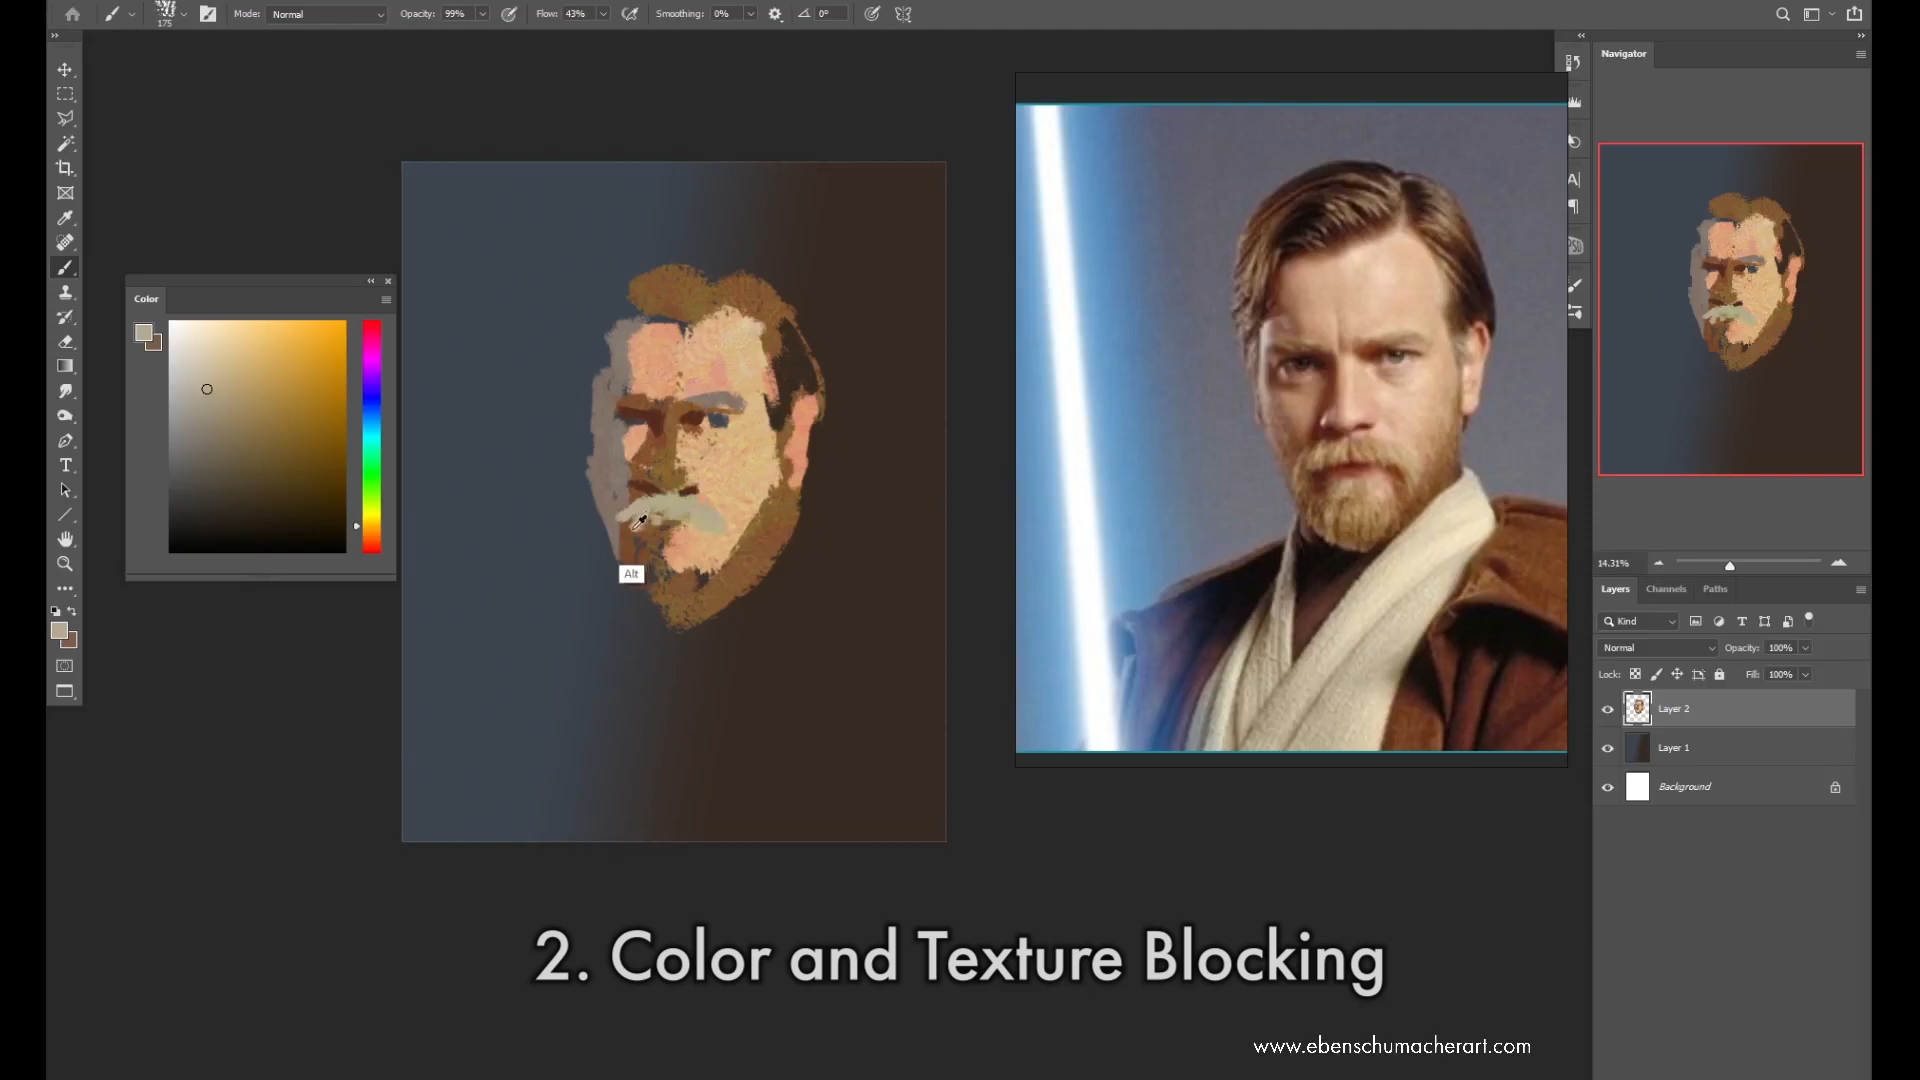 Mode: Normal Opacity: 99% Flow: 43% Smoothing: 0% 0°
175
Navigator
Color
Alt
14.31%
Layers Channels Paths
Kind
Normal Opacity: 100%
Lock: Fill: 100%
Layer 2
Layer 1
Background
2. Color and Texture Blocking
www.ebenschumacherart.com